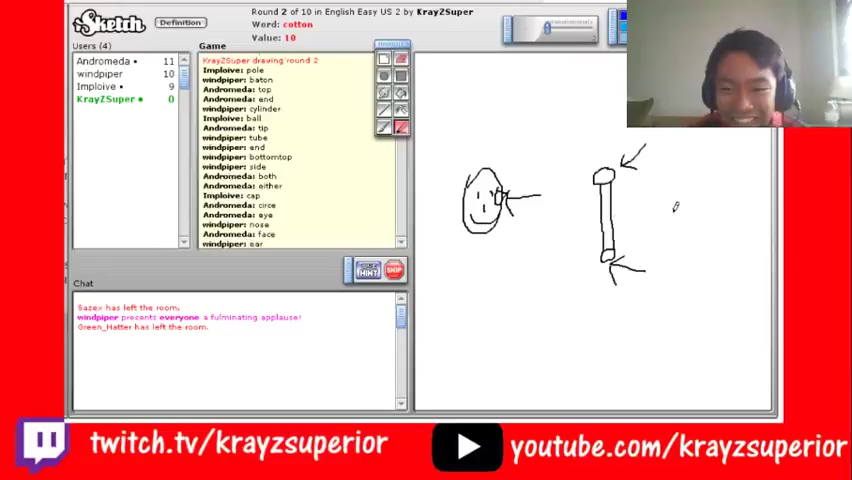 iSketch
Definition
Round 2 of 10 in English Easy US 2 by KrayZSuper
Word: cotton
Value: 10
Users (4)
Andromeda • 11
windpiper 10
Imploive • 9
KrayZSuper • 0
Game
KrayZSuper drawing round 2
Imploive: pole
windpiper: baton
Andromeda: top
Andromeda: end
windpiper: cylinder
Imploive: ball
Andromeda: tip
windpiper: tube
windpiper: end
windpiper: bottomtop
windpiper: side
Andromeda: both
Andromeda: either
Imploive: cap
Andromeda: circe
Andromeda: eye
windpiper: nose
Andromeda: face
windpiper: ear
HINT
SKIP
Chat
Sazex has left the room.
windpiper presents everyone a fulminating applause!
Green_Hatter has left the room.
twitch.tv/krayzsuperior
youtube.com/krayzsuperior